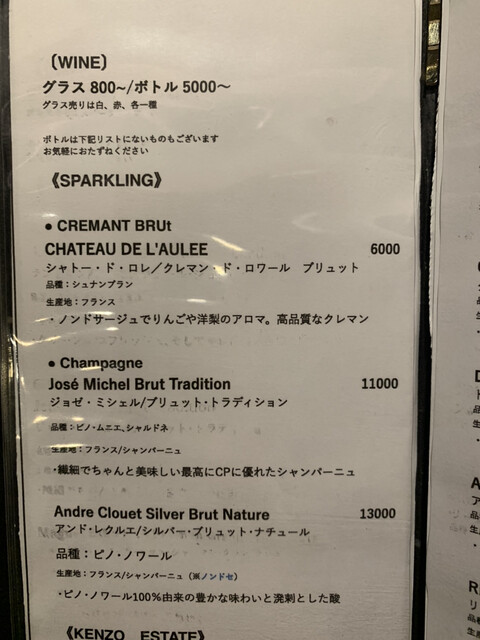 〔WINE〕
グラス 800~/ボトル 5000～
グラス売りは白、赤、各一種
ボトルは下記リストにないものもございます
お気軽におたずねください
《SPARKLING》
● CREMANT BRUt
CHATEAU DE L'AULEE 6000
シャトー・ド・ロレ／クレマン・ド・ロワール ブリュット
品種：シュナンブラン
生産地：フランス
・ノンドサージュでりんごや洋梨のアロマ。高品質なクレマン
● Champagne
José Michel Brut Tradition 11000
ジョゼ・ミシェル/ブリュット・トラディション
品種：ピノ・ムニエ、シャルドネ
生産地：フランス/シャンパーニュ
・繊細でちゃんと美味しい最高にCPに優れたシャンパーニュ
Andre Clouet Silver Brut Nature 13000
アンド・レクルエ/シルバー・ブリュット・ナチュール
品種：ピノ・ノワール
生産地：フランス/シャンパーニュ（※ノンドセ）
・ピノ・ノワール100％由来の豊かな味わいと溌剌とした酸
《KENZO ESTATE》